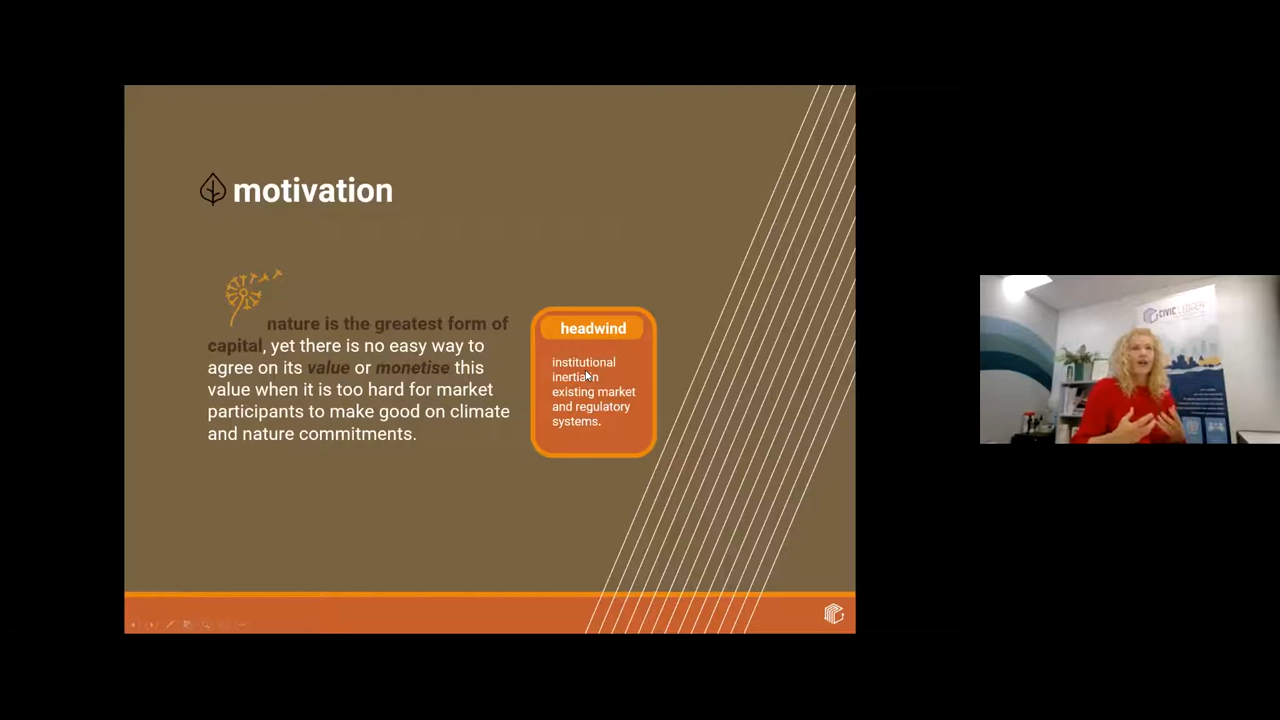 motivation
nature is the greatest form of
capital, yet there is no easy way to
agree on its value or monetise this
value when it is too hard for market
participants to make good on climate
and nature commitments.
headwind
institutional
inertia in
existing market
and regulatory
systems.
CIVIC LEDGER